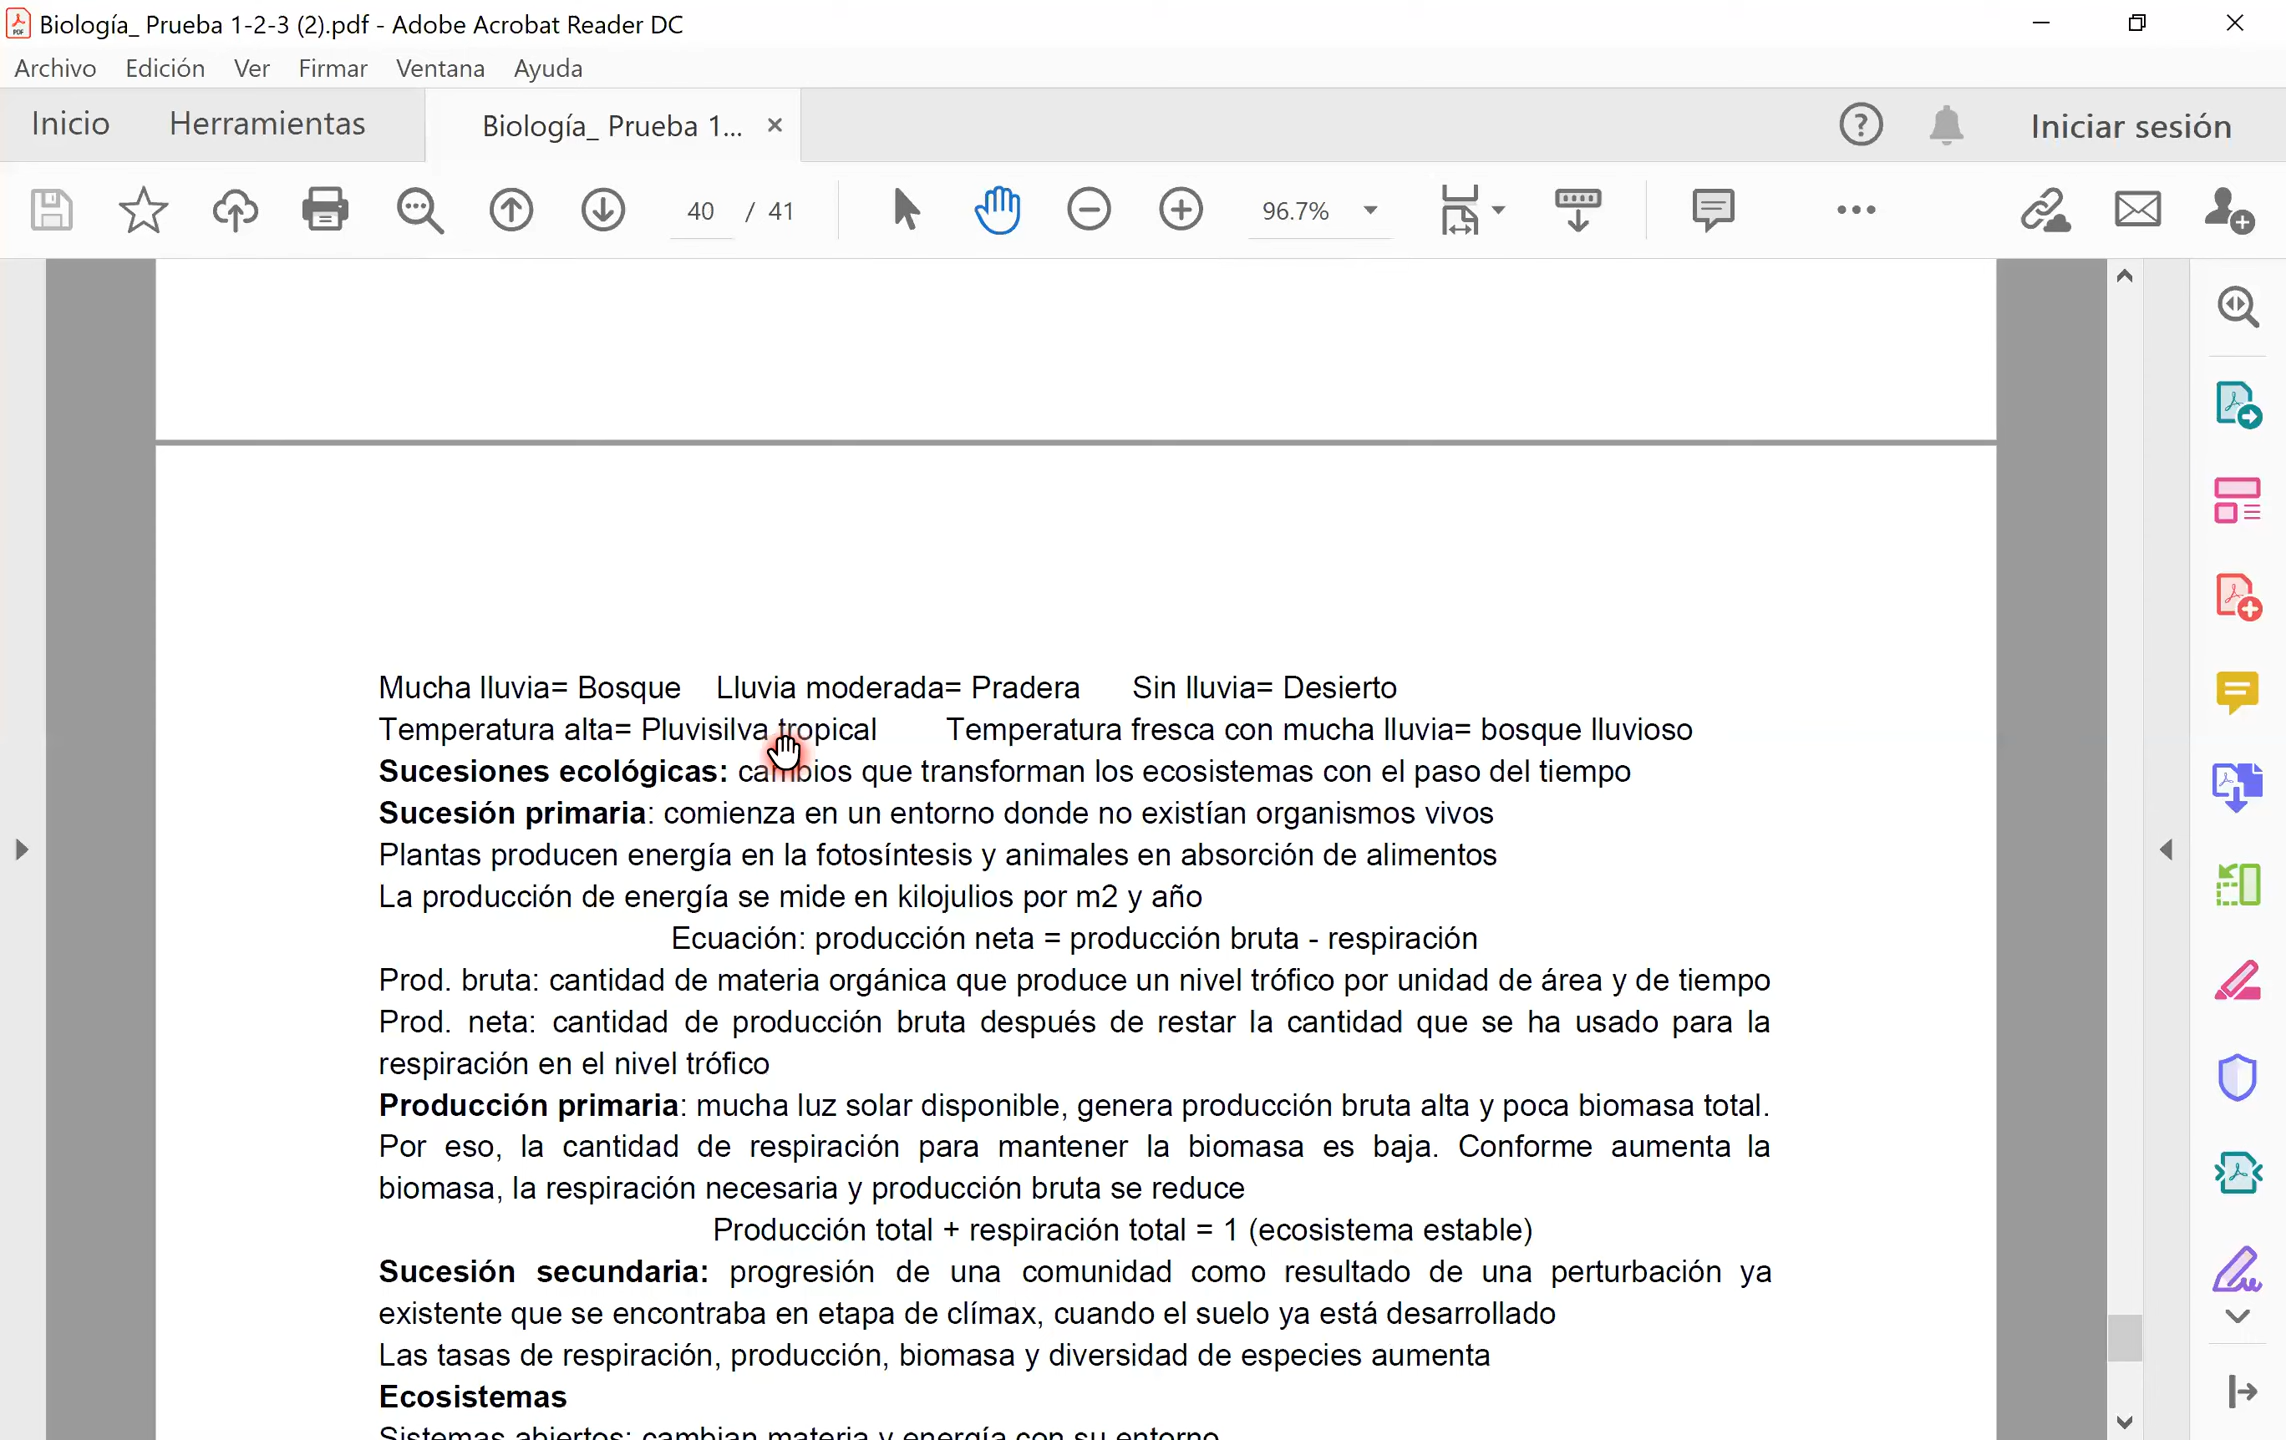 Biología_ Prueba 1-2-3 (2).pdf - Adobe Acrobat Reader DC
Archivo Edición Ver Firmar Ventana Ayuda
Inicio Herramientas Biología_ Prueba 1... Iniciar sesión
40 / 41 96.7%
Mucha lluvia= Bosque Lluvia moderada= Pradera Sin lluvia= Desierto
Temperatura alta= Pluvisilva tropical Temperatura fresca con mucha lluvia= bosque lluvioso
Sucesiones ecológicas: cambios que transforman los ecosistemas con el paso del tiempo
Sucesión primaria: comienza en un entorno donde no existían organismos vivos
Plantas producen energía en la fotosíntesis y animales en absorción de alimentos
La producción de energía se mide en kilojulios por m2 y año
Ecuación: producción neta = producción bruta - respiración
Prod. bruta: cantidad de materia orgánica que produce un nivel trófico por unidad de área y de tiempo
Prod. neta: cantidad de producción bruta después de restar la cantidad que se ha usado para la
respiración en el nivel trófico
Producción primaria: mucha luz solar disponible, genera producción bruta alta y poca biomasa total.
Por eso, la cantidad de respiración para mantener la biomasa es baja. Conforme aumenta la
biomasa, la respiración necesaria y producción bruta se reduce
Producción total + respiración total = 1 (ecosistema estable)
Sucesión secundaria: progresión de una comunidad como resultado de una perturbación ya
existente que se encontraba en etapa de clímax, cuando el suelo ya está desarrollado
Las tasas de respiración, producción, biomasa y diversidad de especies aumenta
Ecosistemas
Sistemas abiertos: cambian materia y energía con su entorno